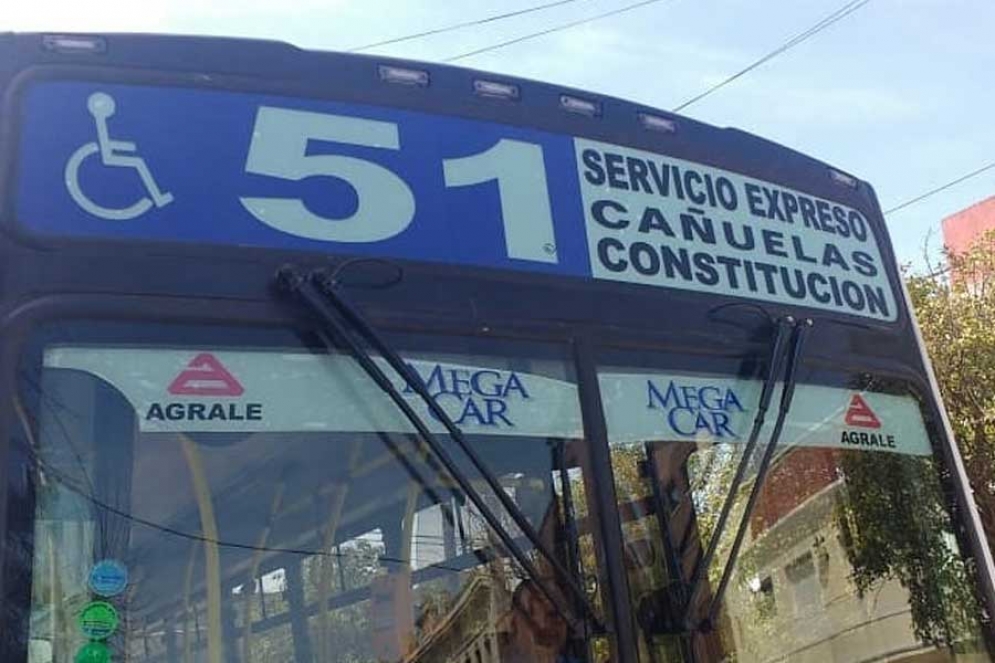 51
SERVICIO EXPRESO
CAÑUELAS
CONSTITUCION
AGRALE
MEGA
CAR
MEGA
CAR
AGRALE